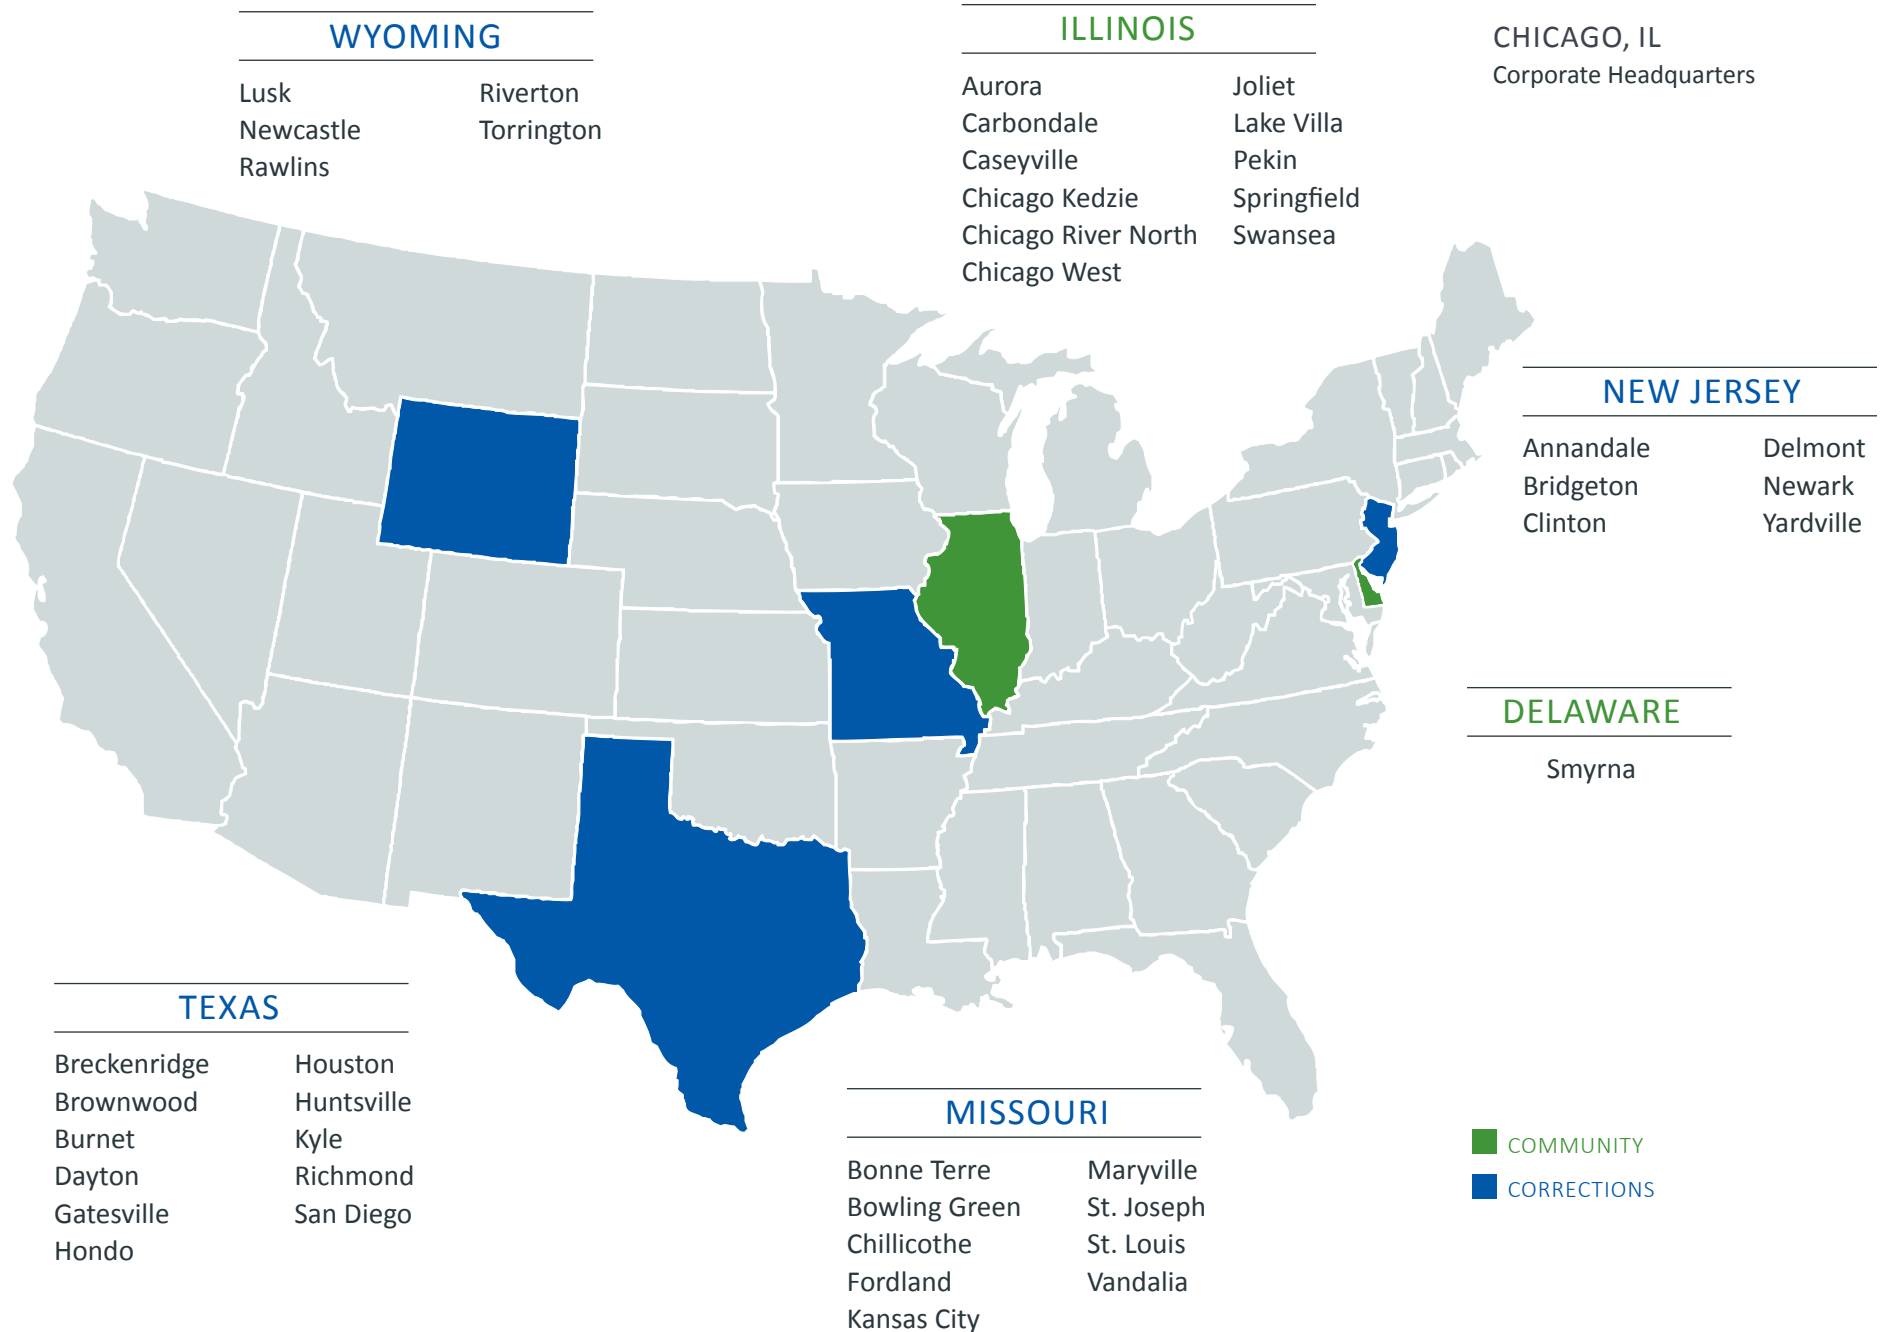 WYOMING
Lusk
Newcastle
Rawlins
Riverton
Torrington
ILLINOIS
Aurora
Carbondale
Caseyville
Chicago Kedzie
Chicago River North
Chicago West
Joliet
Lake Villa
Pekin
Springfield
Swansea
CHICAGO, IL
Corporate Headquarters
NEW JERSEY
Annandale
Bridgeton
Clinton
Delmont
Newark
Yardville
DELAWARE
Smyrna
TEXAS
Breckenridge
Brownwood
Burnet
Dayton
Gatesville
Hondo
Houston
Huntsville
Kyle
Richmond
San Diego
MISSOURI
Bonne Terre
Bowling Green
Chillicothe
Fordland
Kansas City
Maryville
St. Joseph
St. Louis
Vandalia
COMMUNITY
CORRECTIONS